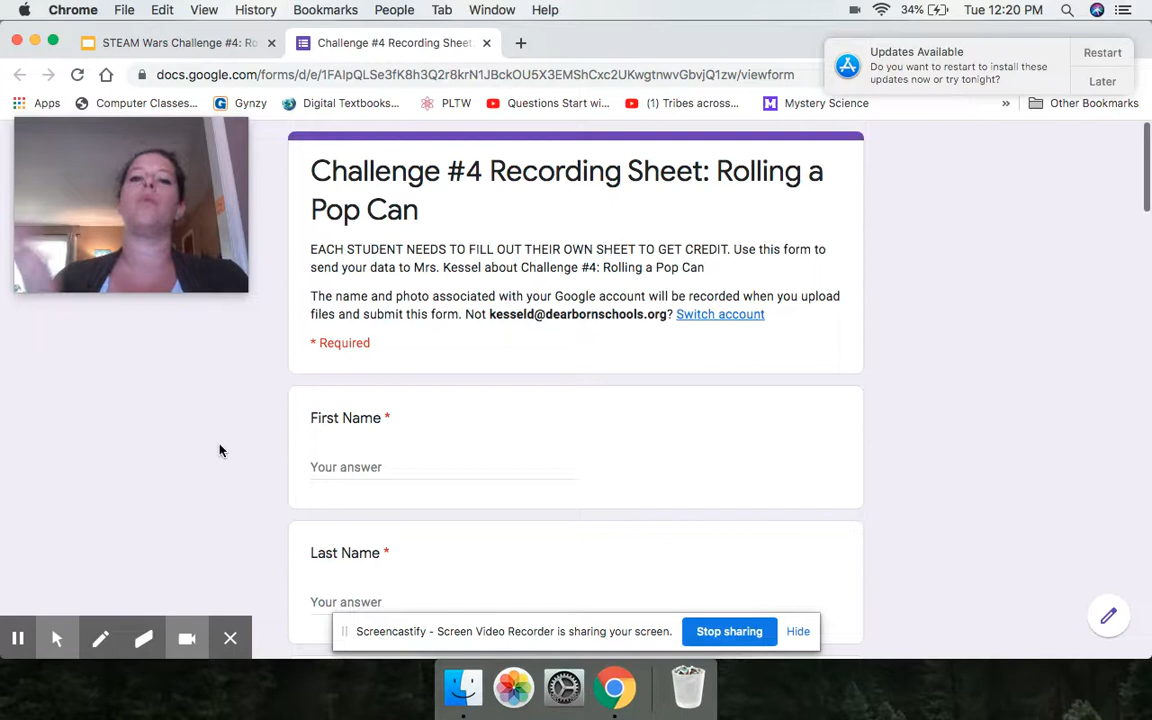 Chrome File Edit View History Bookmarks People Tab Window Help 34% Tue 12:20 PM
STEAM Wars Challenge #4: Ro
Challenge #4 Recording Sheet:
docs.google.com/forms/d/e/1FAIpQLSe3fK8h3Q2r8krN1JBckOU5X3EMShCxc2UKwgtnwvGbvjQ1zw/viewform
Updates Available
Do you want to restart to install these
updates now or try tonight?
Restart
Later
Apps Computer Classes... Gynzy Digital Textbooks... PLTW Questions Start wi... (1) Tribes across... Mystery Science » Other Bookmarks
Challenge #4 Recording Sheet: Rolling a
Pop Can
EACH STUDENT NEEDS TO FILL OUT THEIR OWN SHEET TO GET CREDIT. Use this form to
send your data to Mrs. Kessel about Challenge #4: Rolling a Pop Can
The name and photo associated with your Google account will be recorded when you upload
files and submit this form. Not kesseld@dearbornschools.org? Switch account
* Required
First Name *
Your answer
Last Name *
Your answer
Screencastify - Screen Video Recorder is sharing your screen. Stop sharing Hide